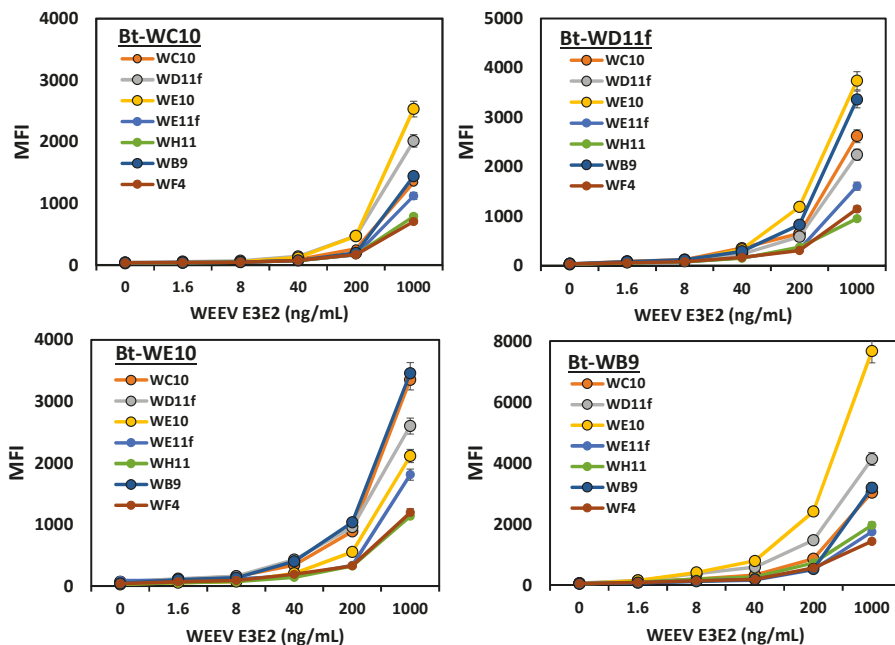 Bt-WC10
4000
3000
2000
1000
0
MFI
WC10
WD11f
WE10
WE11f
WH11
WB9
WF4
0 1.6 8 40 200 1000
WEEV E3E2 (ng/mL)
Bt-WD11f
5000
4000
3000
2000
1000
0
MFI
WC10
WD11f
WE10
WE11f
WH11
WB9
WF4
0 1.6 8 40 200 1000
WEEV E3E2 (ng/mL)
Bt-WE10
4000
3000
2000
1000
0
MFI
WC10
WD11f
WE10
WE11f
WH11
WB9
WF4
0 1.6 8 40 200 1000
WEEV E3E2 (ng/mL)
Bt-WB9
8000
6000
4000
2000
0
MFI
WC10
WD11f
WE10
WE11f
WH11
WB9
WF4
0 1.6 8 40 200 1000
WEEV E3E2 (ng/mL)